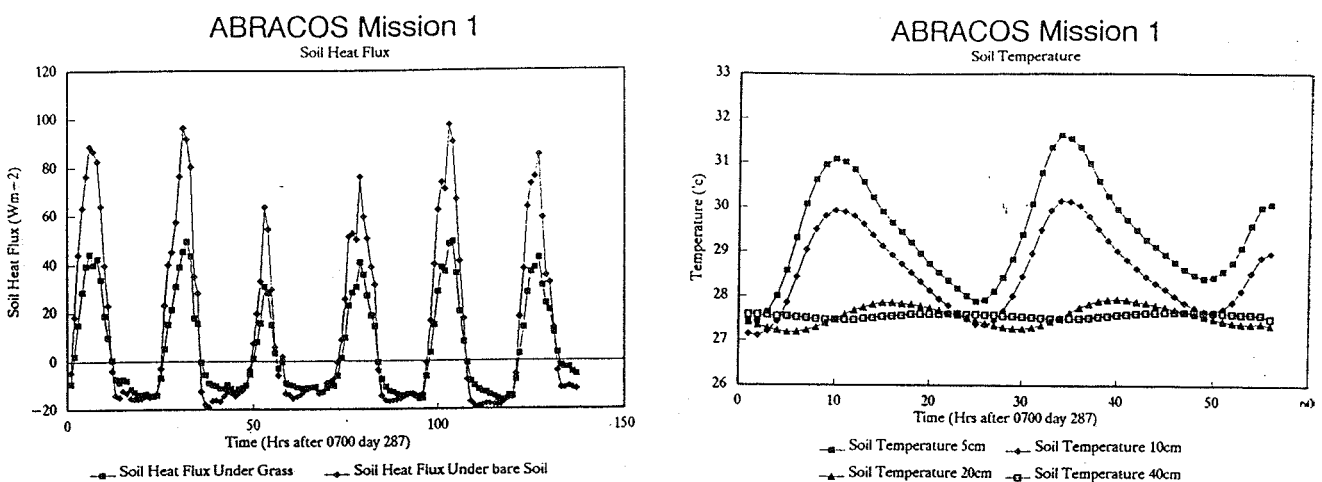 ABRACOS Mission 1
Soil Heat Flux
120
100
80
60
40
20
0
-20
Soil Heat Flux (Wm-2)
0
50
100
150
Time (Hrs after 0700 day 287)
Soil Heat Flux Under Grass
Soil Heat Flux Under bare Soil
ABRACOS Mission 1
Soil Temperature
33
32
31
30
29
28
27
26
Temperature (°c)
0
10
20
30
40
50
Time (Hrs after 0700 day 287)
Soil Temperature 5cm
Soil Temperature 10cm
Soil Temperature 20cm
Soil Temperature 40cm